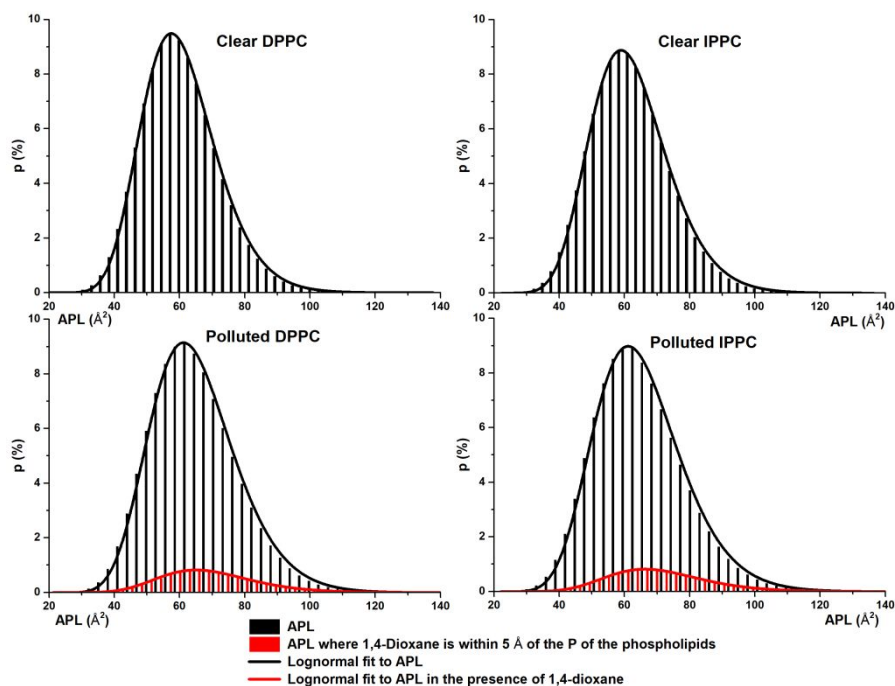 Clear DPPC
p (%)
10
8
6
4
2
0
20 40 60 80 100 120 140
APL (Å²)
Clear IPPC
p (%)
10
8
6
4
2
0
20 40 60 80 100 120 140
APL (Å²)
Polluted DPPC
p (%)
10
8
6
4
2
0
20 40 60 80 100 120 140
APL (Å²)
Polluted IPPC
p (%)
10
8
6
4
2
0
20 40 60 80 100 120 140
APL (Å²)
APL
APL where 1,4-Dioxane is within 5 Å of the P of the phospholipids
Lognormal fit to APL
Lognormal fit to APL in the presence of 1,4-dioxane